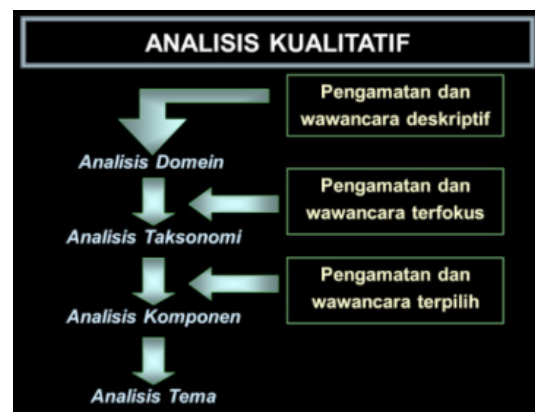 ANALISIS KUALITATIF
Pengamatan dan
wawancara deskriptif
Analisis Domein
Pengamatan dan
wawancara terfokus
Analisis Taksonomi
Pengamatan dan
wawancara terpilih
Analisis Komponen
Analisis Tema